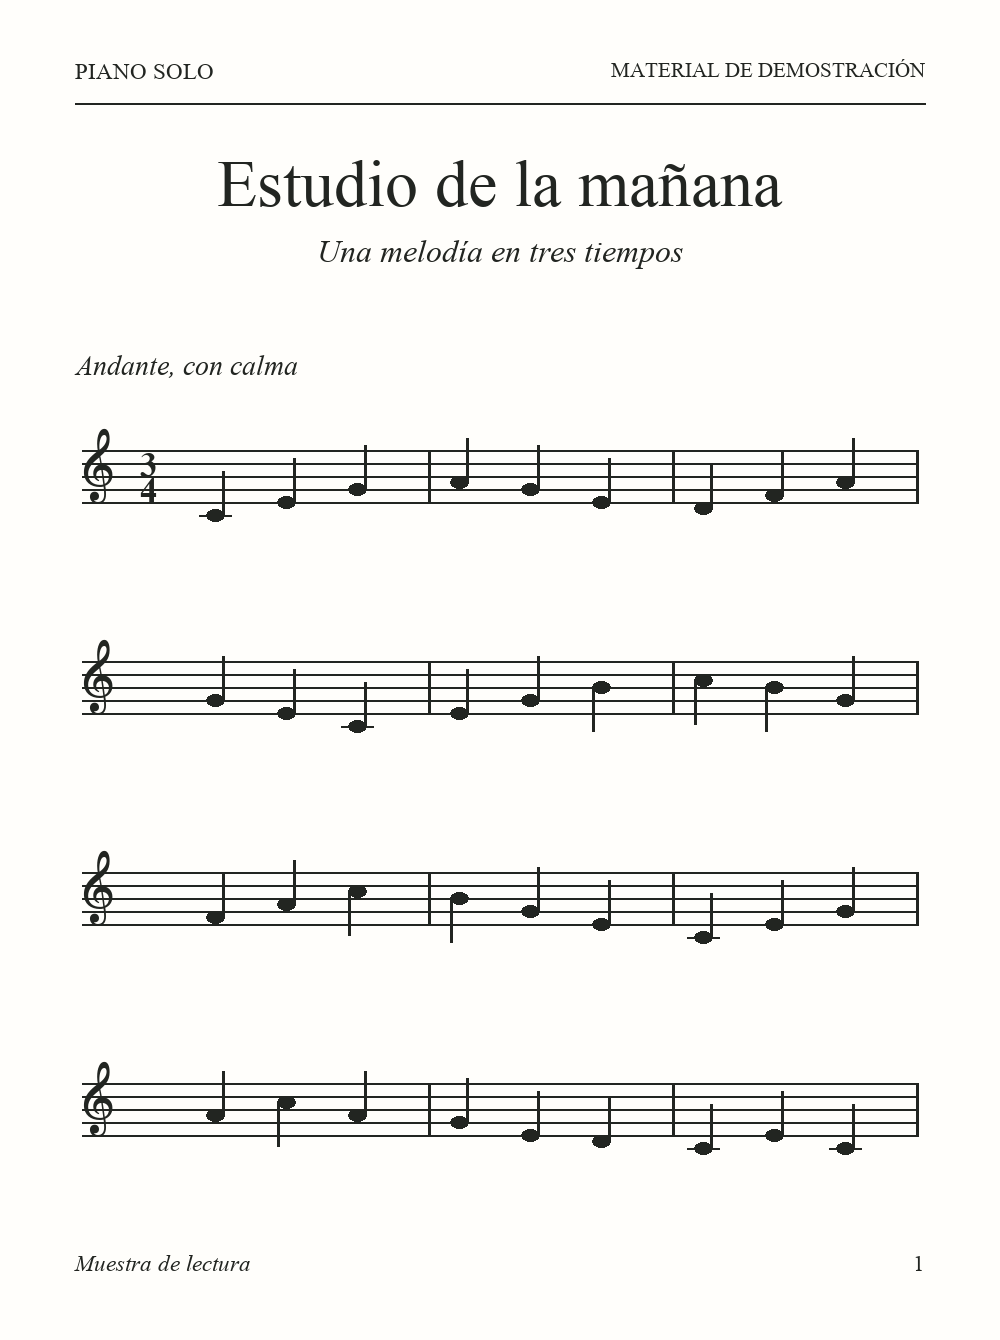 PIANO SOLO
MATERIAL DE DEMOSTRACIÓN
Estudio de la mañana
Una melodía en tres tiempos
Andante, con calma
3
4
Muestra de lectura
1